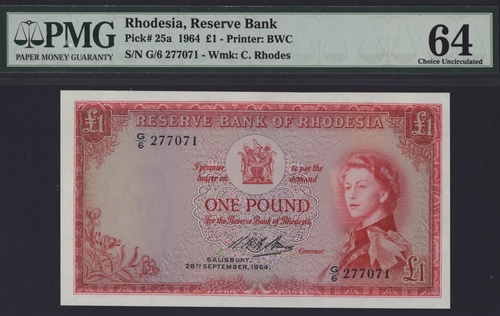 PMG
PAPER MONEY GUARANTY
Rhodesia, Reserve Bank
Pick# 25a 1964 £1 - Printer: BWC
S/N G/6 277071 - Wmk: C. Rhodes
64
Choice Uncirculated
£1 RESERVE BANK OF RHODESIA £1
G/6 277071
I promise to pay the
bearer on demand
ONE POUND
for the Reserve Bank of Rhodesia
Governor.
SALISBURY,
28TH SEPTEMBER, 1964.
G/6 277071
£1